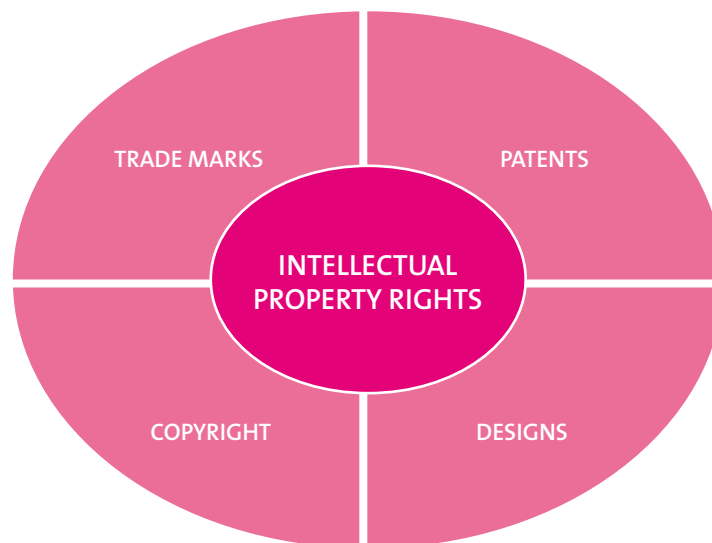 TRADE MARKS
PATENTS
INTELLECTUAL
PROPERTY RIGHTS
COPYRIGHT
DESIGNS